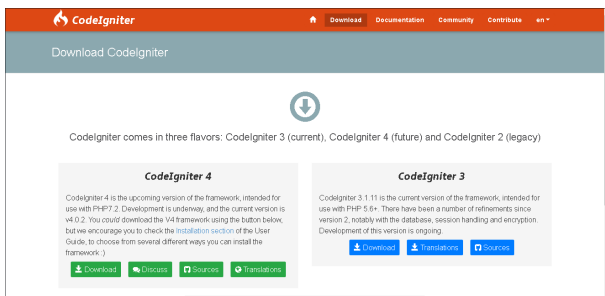 CodeIgniter
Download Documentation Community Contribute en
Download CodeIgniter
CodeIgniter comes in three flavors: CodeIgniter 3 (current), CodeIgniter 4 (future) and CodeIgniter 2 (legacy)
CodeIgniter 4
CodeIgniter 4 is the upcoming version of the framework, intended for
use with PHP7.2. Development is underway, and the current version is
v4.0.2. You could download the V4 framework using the button below,
but we encourage you to check the Installation section of the User
Guide, to choose from several different ways you can install the
framework :)
Download Discuss Sources Translations
CodeIgniter 3
CodeIgniter 3.1.11 is the current version of the framework, intended for
use with PHP 5.6+. There have been a number of refinements since
version 2, notably with the database, session handling and encryption.
Development of this version is ongoing.
Download Translations Sources